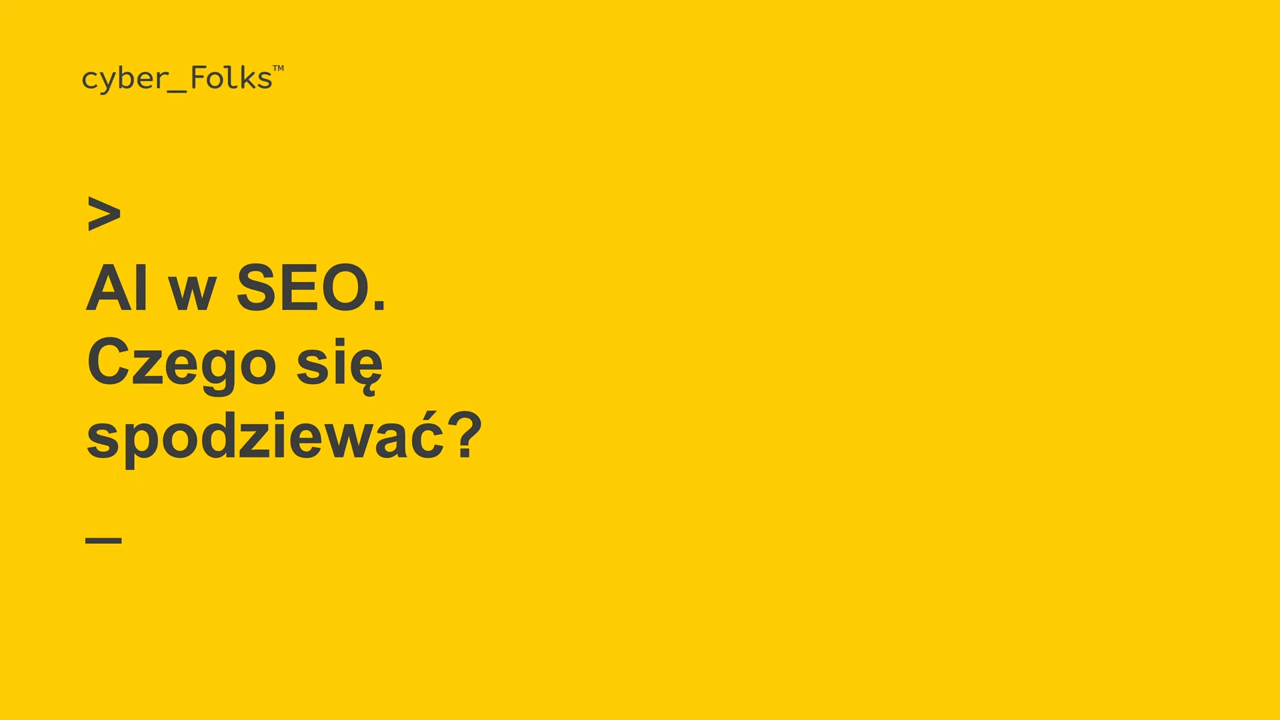 cyber_Folks™
>
AI w SEO.
Czego się
spodziewać?
_